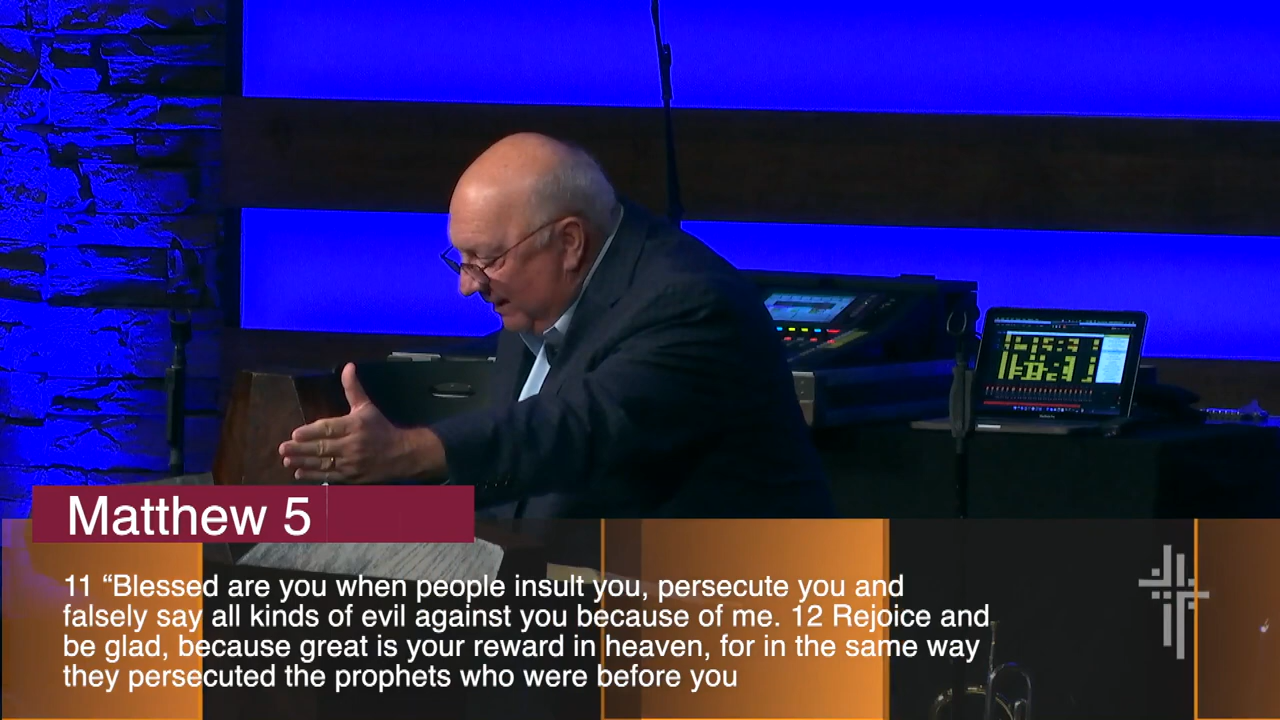 Matthew 5
11 “Blessed are you when people insult you, persecute you and
falsely say all kinds of evil against you because of me. 12 Rejoice and
be glad, because great is your reward in heaven, for in the same way
they persecuted the prophets who were before you